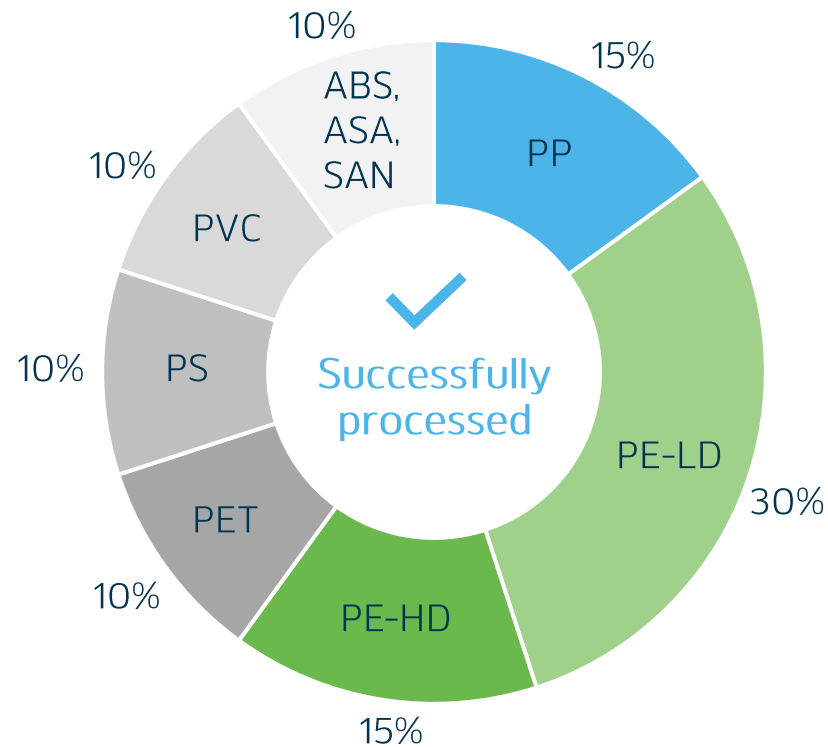 10%
15%
ABS,
ASA,
SAN
PP
10%
PVC
10%
PS
Successfully
processed
PE-LD
30%
PET
10%
PE-HD
15%